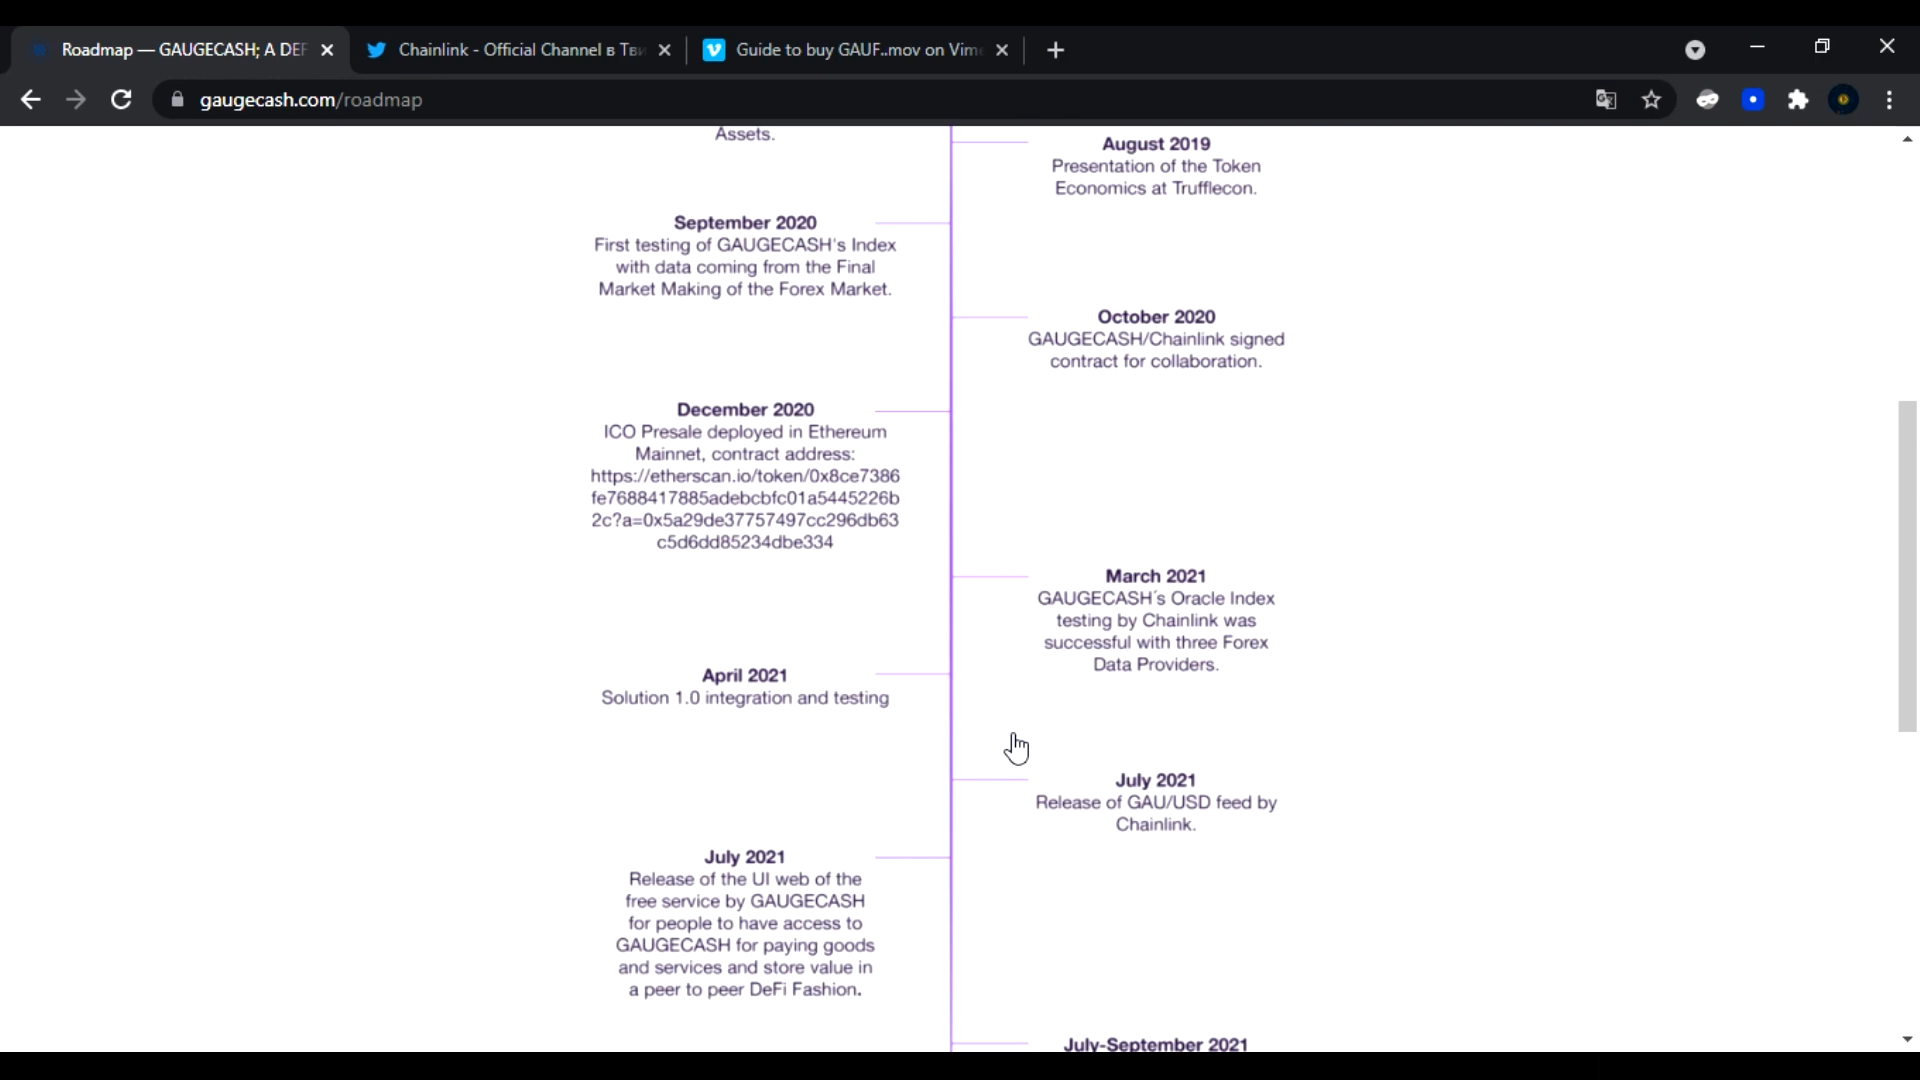 Roadmap — GAUGECASH; A DEF
Chainlink - Official Channel в Тви
Guide to buy GAUF..mov on Vime
gaugecash.com/roadmap
Assets.
August 2019
Presentation of the Token
Economics at Trufflecon.
September 2020
First testing of GAUGECASH's Index
with data coming from the Final
Market Making of the Forex Market.
October 2020
GAUGECASH/Chainlink signed
contract for collaboration.
December 2020
ICO Presale deployed in Ethereum
Mainnet, contract address:
https://etherscan.io/token/0x8ce7386
fe7688417885adebcbfc01a5445226b
2c?a=0x5a29de37757497cc296db63
c5d6dd85234dbe334
March 2021
GAUGECASH´s Oracle Index
testing by Chainlink was
successful with three Forex
Data Providers.
April 2021
Solution 1.0 integration and testing
July 2021
Release of GAU/USD feed by
Chainlink.
July 2021
Release of the UI web of the
free service by GAUGECASH
for people to have access to
GAUGECASH for paying goods
and services and store value in
a peer to peer DeFi Fashion.
July-September 2021